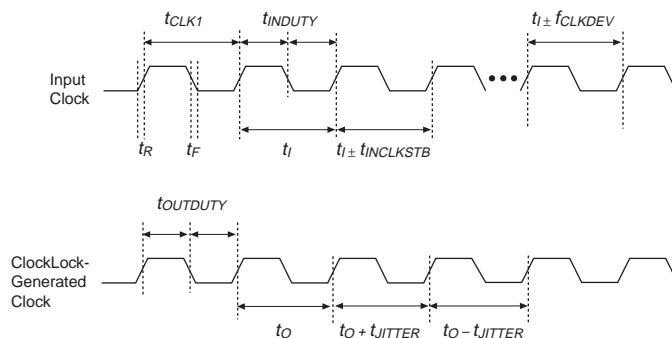 tCLK1 tINDUTY tI ± fCLKDEV
Input
Clock
tR tF tI tI ± tINCLKSTB
tOUTDUTY
ClockLock-
Generated
Clock
tO tO + tJITTER tO – tJITTER